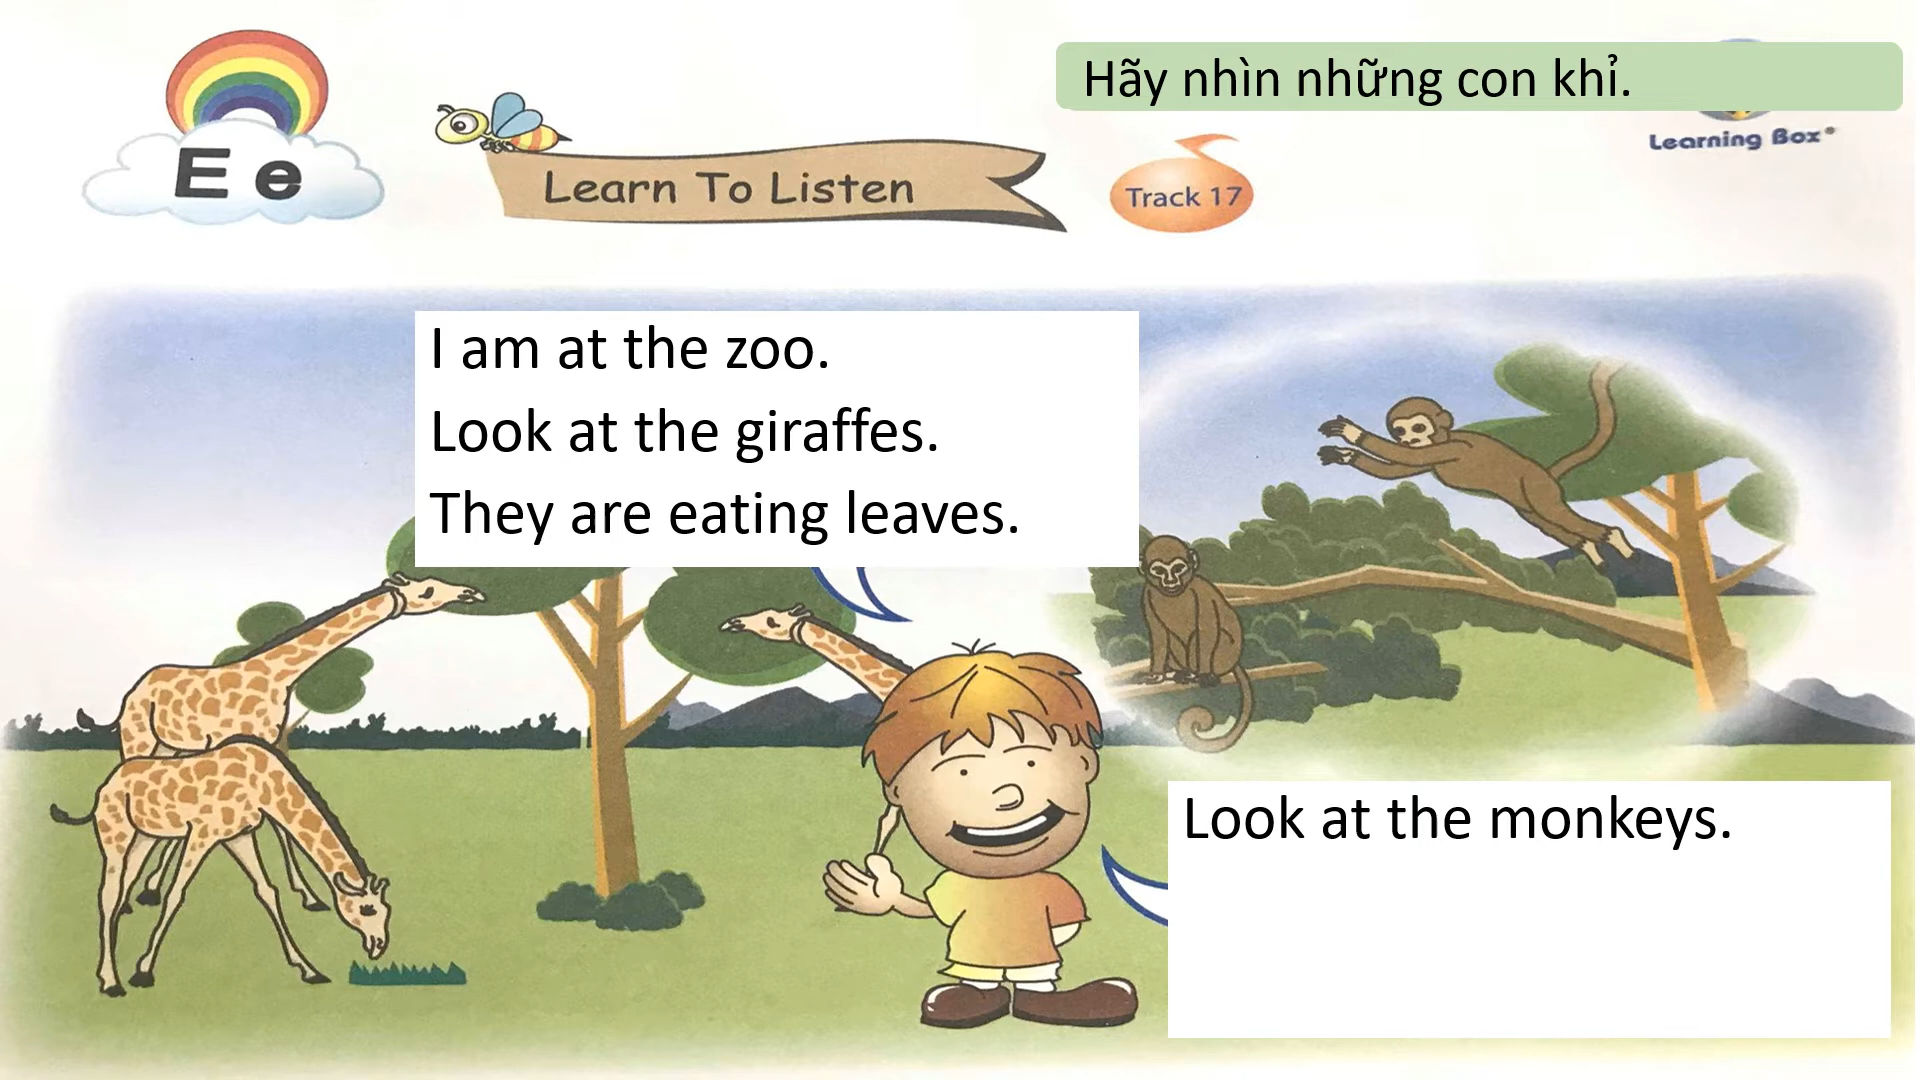 Hãy nhìn những con khỉ.
Learning Box®
E e
Learn To Listen
Track 17
I am at the zoo.
Look at the giraffes.
They are eating leaves.
Look at the monkeys.